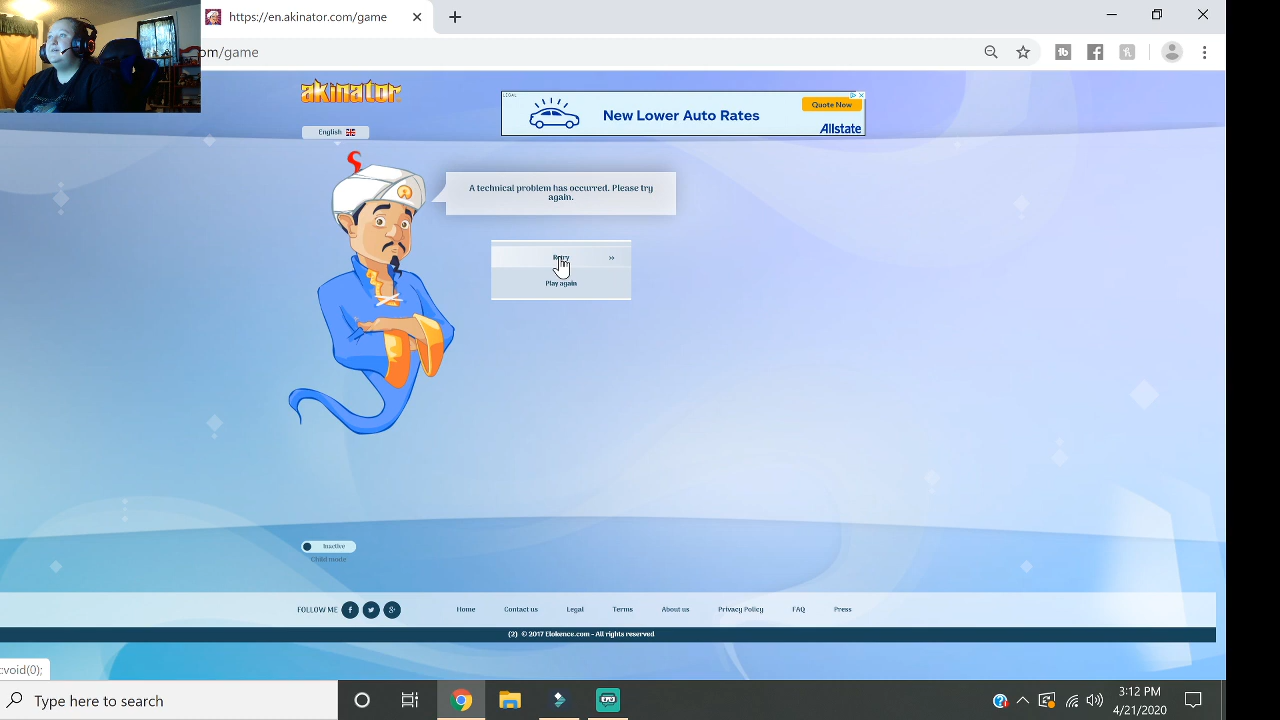 https://en.akinator.com/game
om/game
akinator
LEGAL
New Lower Auto Rates
Quote Now
Allstate
English
A technical problem has occurred. Please try
again.
Retry
Play again
Inactive
Child mode
FOLLOW ME
Home
Contact us
Legal
Terms
About us
Privacy Policy
FAQ
Press
(2) © 2017 Elokence.com - All rights reserved
:void(0);
Type here to search
3:12 PM
4/21/2020